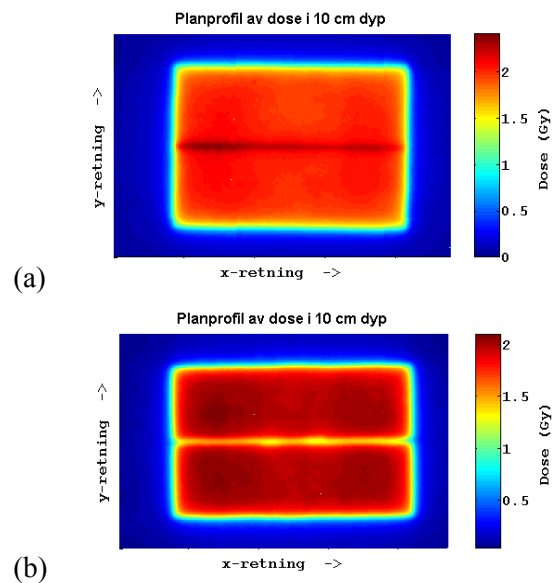 Planprofil av dose i 10 cm dyp
y-retning ->
2
1.5
1
0.5
0
Dose (Gy)
x-retning ->
(a)
Planprofil av dose i 10 cm dyp
y-retning ->
2
1.5
1
0.5
Dose (Gy)
x-retning ->
(b)